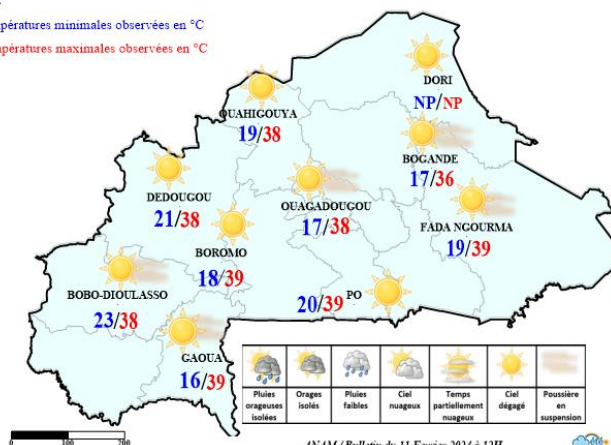 pératures minimales observées en °C
pératures maximales observées en °C
DORI
NP/NP
OUAHIGOUYA
19/38
BOGANDE
17/36
DEDOUGOU
21/38
OUAGADOUGOU
17/38
FADA NGOURMA
19/39
BOROMO
18/39
BOBO-DIOULASSO
23/38
PO
20/39
GAOUA
16/39
Pluies orageuses isolées
Orages isolés
Pluies faibles
Ciel nuageux
Temps partiellement nuageux
Ciel dégagé
Poussière en suspension
100 200
ANAM / Bulletin du 11 Fevrier 2024 à 12H